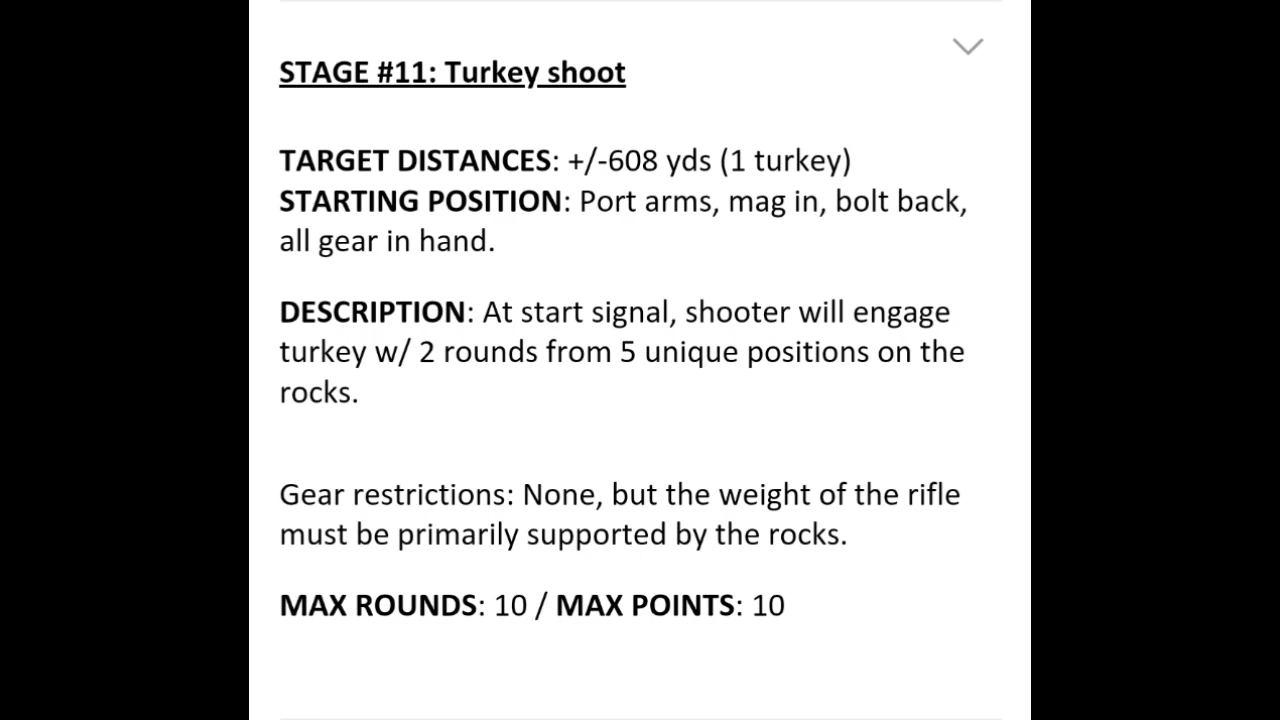 STAGE #11: Turkey shoot
TARGET DISTANCES: +/-608 yds (1 turkey)
STARTING POSITION: Port arms, mag in, bolt back,
all gear in hand.
DESCRIPTION: At start signal, shooter will engage
turkey w/ 2 rounds from 5 unique positions on the
rocks.
Gear restrictions: None, but the weight of the rifle
must be primarily supported by the rocks.
MAX ROUNDS: 10 / MAX POINTS: 10